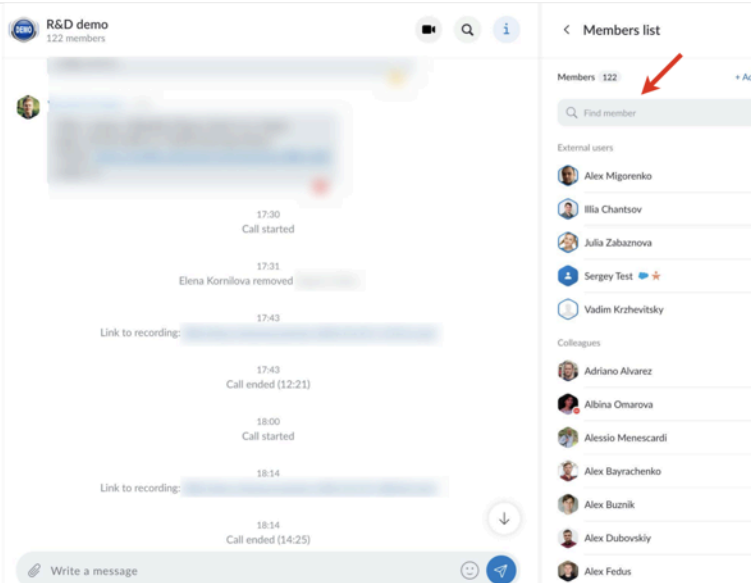 DEMO
R&D demo
122 members
17:30
Call started
17:31
Elena Kornilova removed
17:43
Link to recording:
17:43
Call ended (12:21)
18:00
Call started
18:14
Link to recording:
18:14
Call ended (14:25)
Write a message
Members list
Members 122
+ Ad
Find member
External users
Alex Migorenko
Illia Chantsov
Julia Zabaznova
Sergey Test
Vadim Krzhevitsky
Colleagues
Adriano Alvarez
Albina Omarova
Alessio Menescardi
Alex Bayrachenko
Alex Buznik
Alex Dubovskiy
Alex Fedus